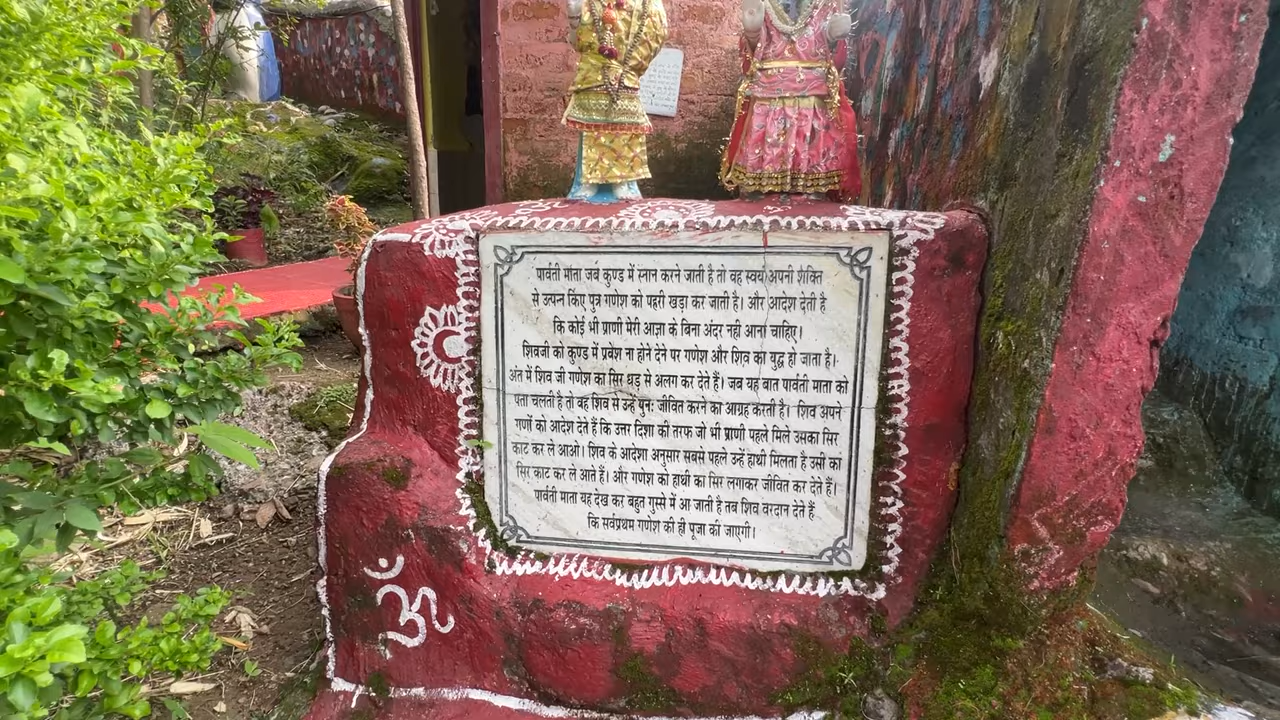 पार्वती माता जब कुण्ड में स्नान करने जाती है तो वह स्वयं अपनी शक्ति
से उत्पन्न किए पुत्र गणेश को पहरी खड़ा कर जाती है। और आदेश देती है
कि कोई भी प्राणी मेरी आज्ञा के बिना अंदर नही आना चाहिए।
शिवजी को कुण्ड में प्रवेश ना होने देने पर गणेश और शिव का युद्ध हो जाता है।
अंत में शिव जी गणेश का सिर धड़ से अलग कर देते हैं। जब यह बात पार्वती माता को
पता चलती है तो वह शिव से उन्हें पुनः जीवित करने का आग्रह करती है। शिव अपने
गणों को आदेश देते हैं कि उत्तर दिशा की तरफ जो भी प्राणी पहले मिले उसका सिर
काट कर ले आओ। शिव के आदेशा अनुसार सबसे पहले उन्हें हाथी मिलता है उसी का
सिर काट कर ले आते हैं। और गणेश को हाथी का सिर लगाकर जीवित कर देते हैं।
पार्वती माता यह देख कर बहुत गुस्से में आ जाती है तब शिव वरदान देते हैं
कि सर्वप्रथम गणेश की ही पूजा की जाएगी।
ॐ